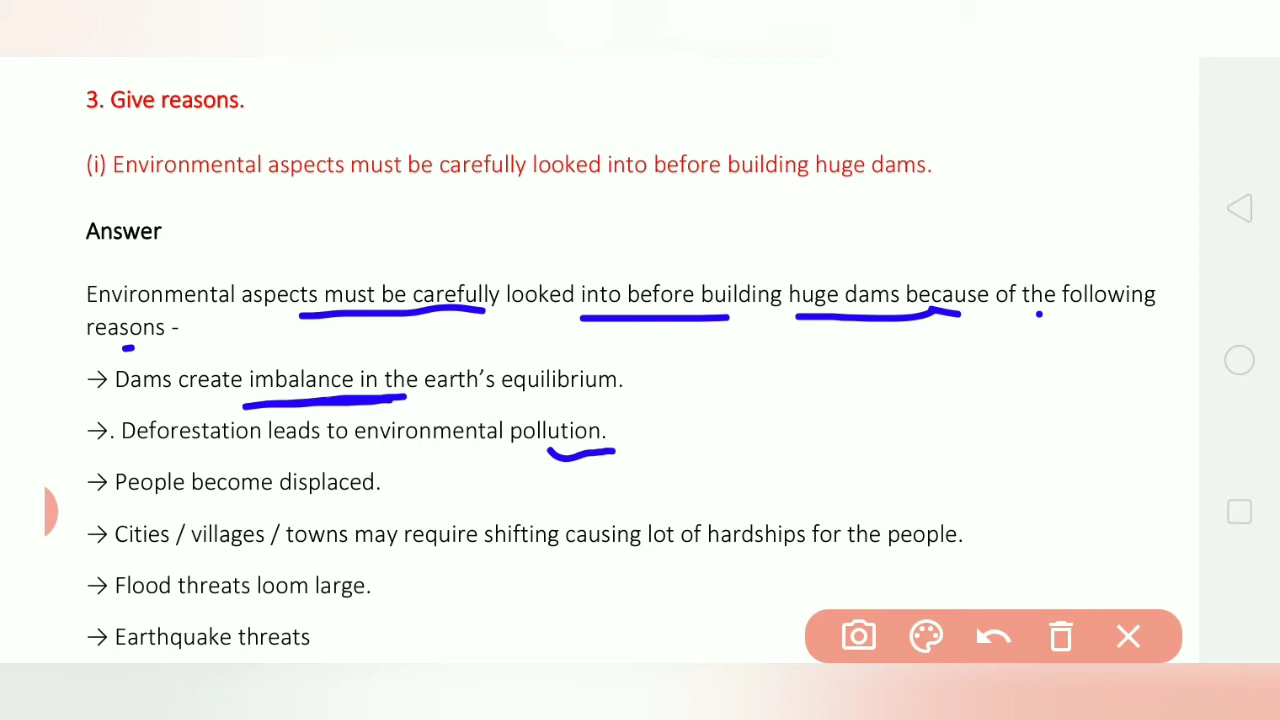 3. Give reasons.
(i) Environmental aspects must be carefully looked into before building huge dams.
Answer
Environmental aspects must be carefully looked into before building huge dams because of the following
reasons -
→ Dams create imbalance in the earth’s equilibrium.
→. Deforestation leads to environmental pollution.
→ People become displaced.
→ Cities / villages / towns may require shifting causing lot of hardships for the people.
→ Flood threats loom large.
→ Earthquake threats